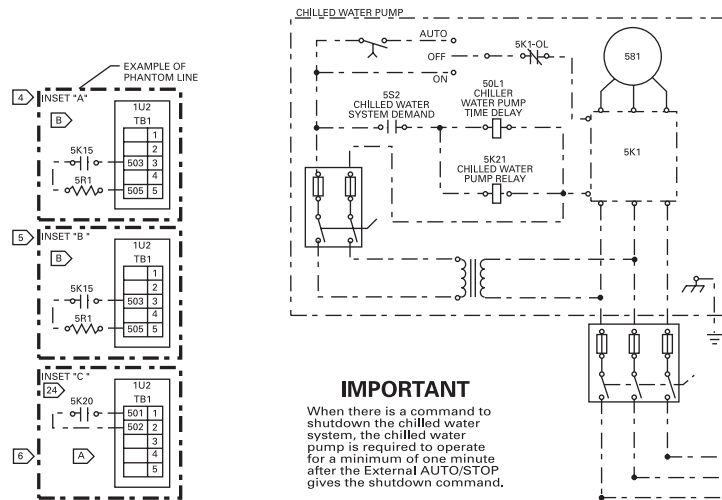 EXAMPLE OF
PHANTOM LINE
4
INSET "A"
B
1U2
TB1
1
2
5K15
503 3
4
5R1
505 5
5
INSET "B "
B
1U2
TB1
1
2
5K15
503 3
4
5R1
505 5
INSET "C "
24
1U2
TB1
5K20
501 1
502 2
3
6
A
4
5
CHILLED WATER PUMP
AUTO
OFF
ON
5K1-OL
581
5S2
CHILLED WATER
SYSTEM DEMAND
50L1
CHILLER
WATER PUMP
TIME DELAY
5K1
5K21
CHILLED WATER
PUMP RELAY
IMPORTANT
When there is a command to
shutdown the chilled water
system, the chilled water
pump is required to operate
for a minimum of one minute
after the External AUTO/STOP
gives the shutdown command.